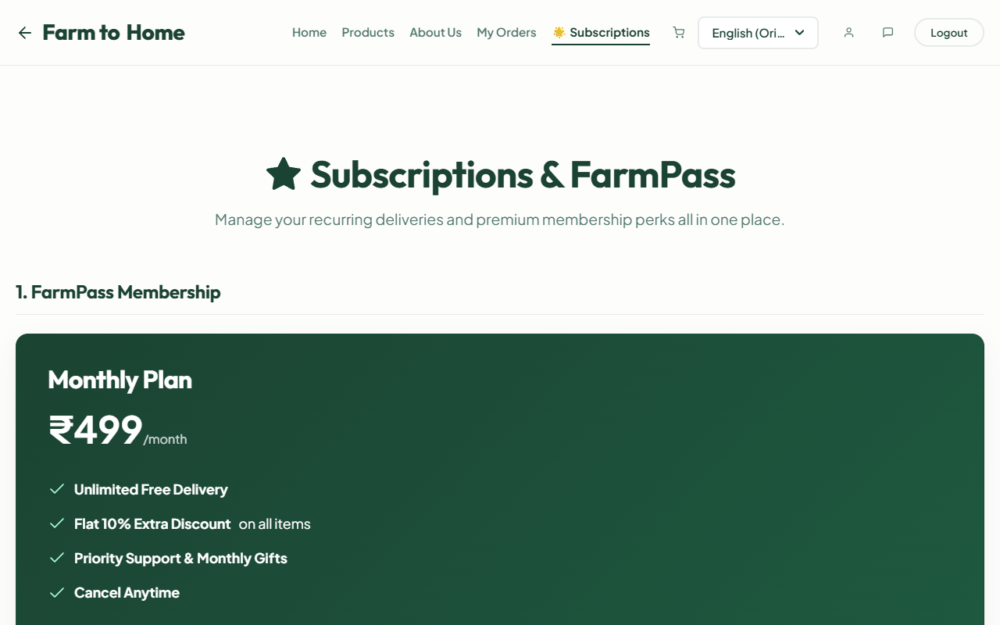 Farm to Home
Home
Products
About Us
My Orders
Subscriptions
English (Ori...
Logout
Subscriptions & FarmPass
Manage your recurring deliveries and premium membership perks all in one place.
1. FarmPass Membership
Monthly Plan
₹499/month
Unlimited Free Delivery
Flat 10% Extra Discount on all items
Priority Support & Monthly Gifts
Cancel Anytime